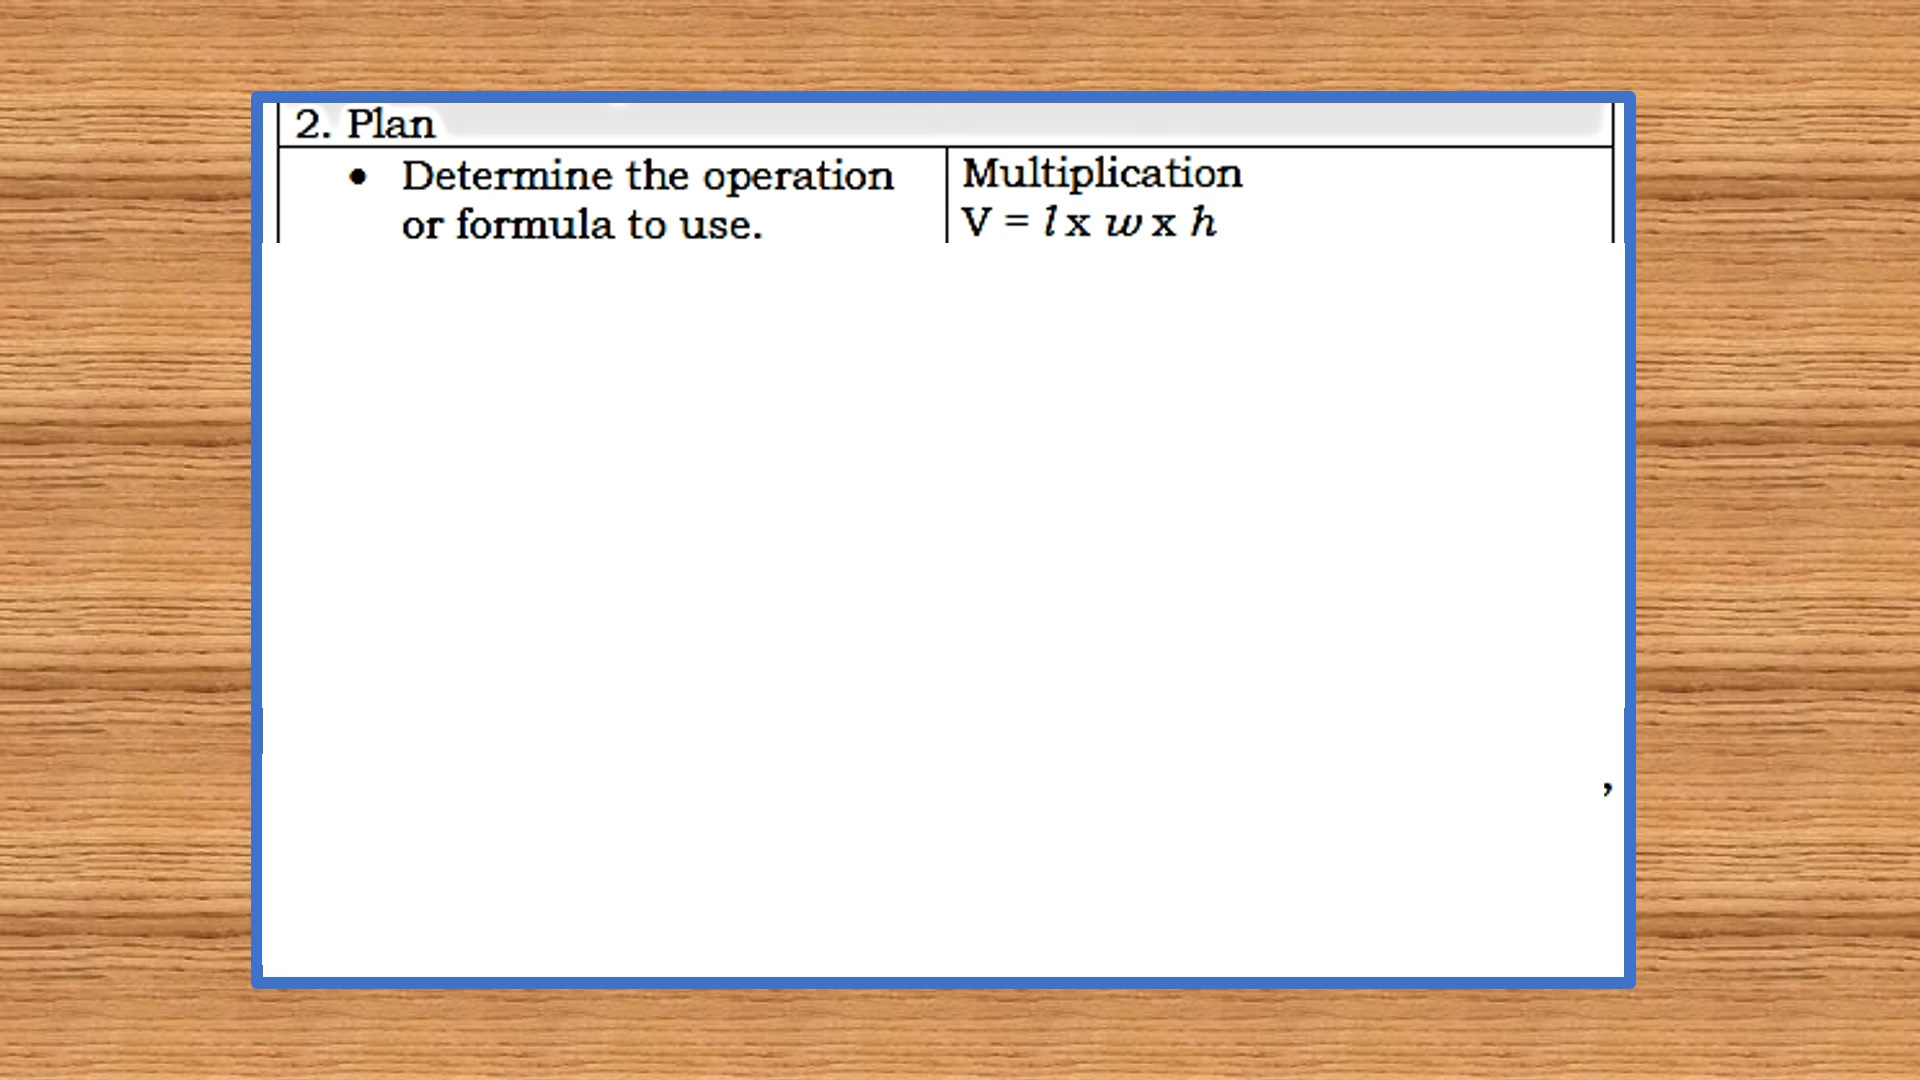 2. Plan
• Determine the operation
or formula to use.
Multiplication
V = l x w x h
,